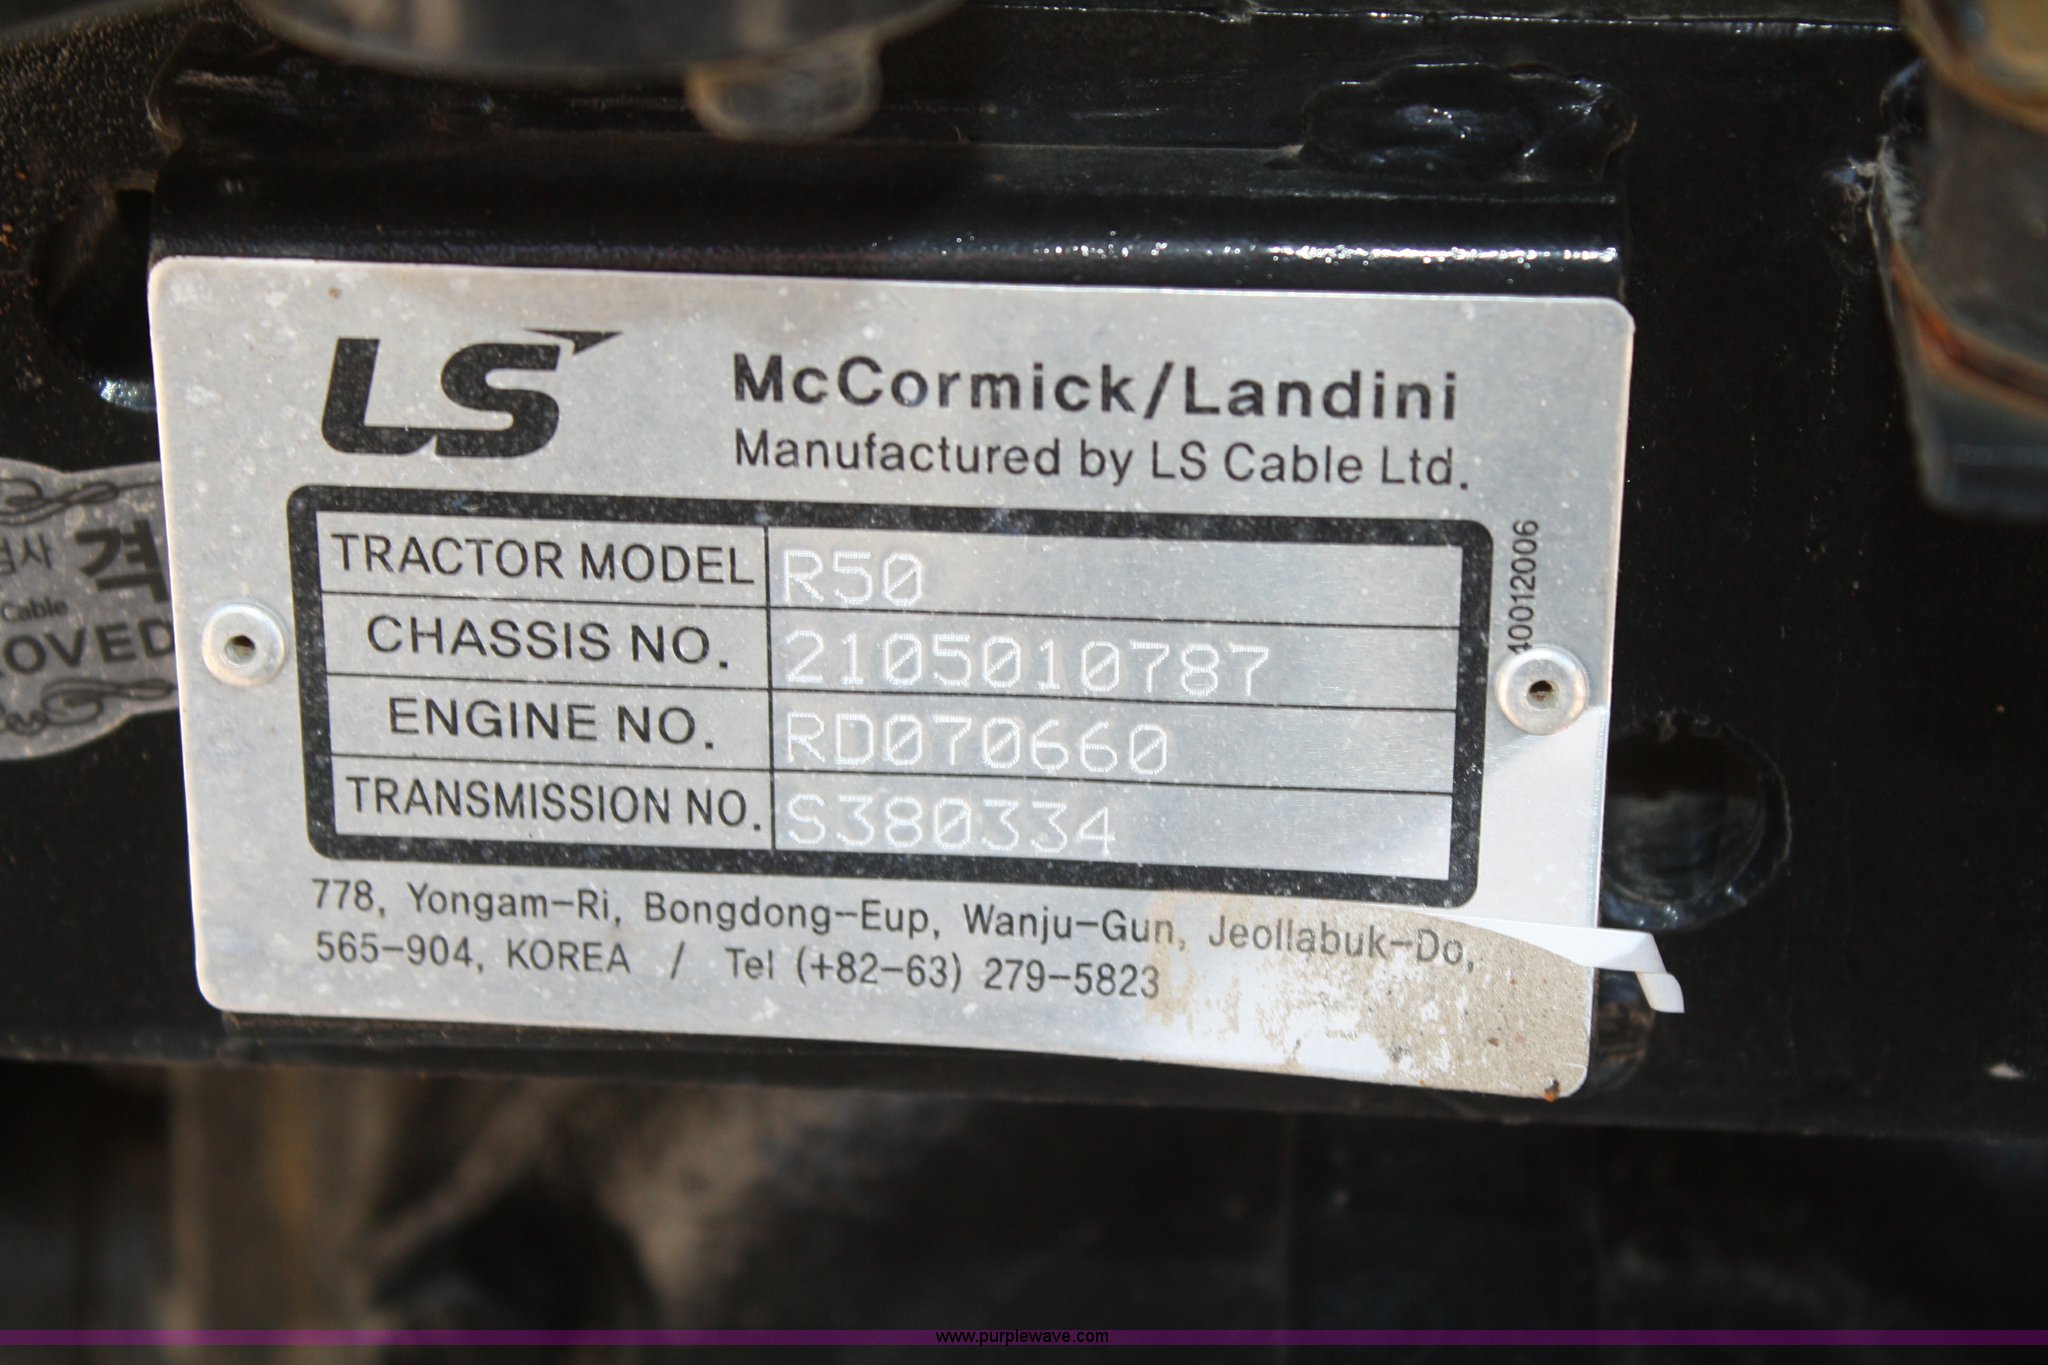 LS
McCormick/Landini
Manufactured by LS Cable Ltd.
TRACTOR MODEL R50
CHASSIS NO. 2105010787
ENGINE NO. RD070660
TRANSMISSION NO. S380334
40012006
778, Yongam-Ri, Bongdong-Eup, Wanju-Gun, Jeollabuk-Do,
565-904, KOREA / Tel (+82-63) 279-5823
격
Cable
OVED
www.purplewave.com